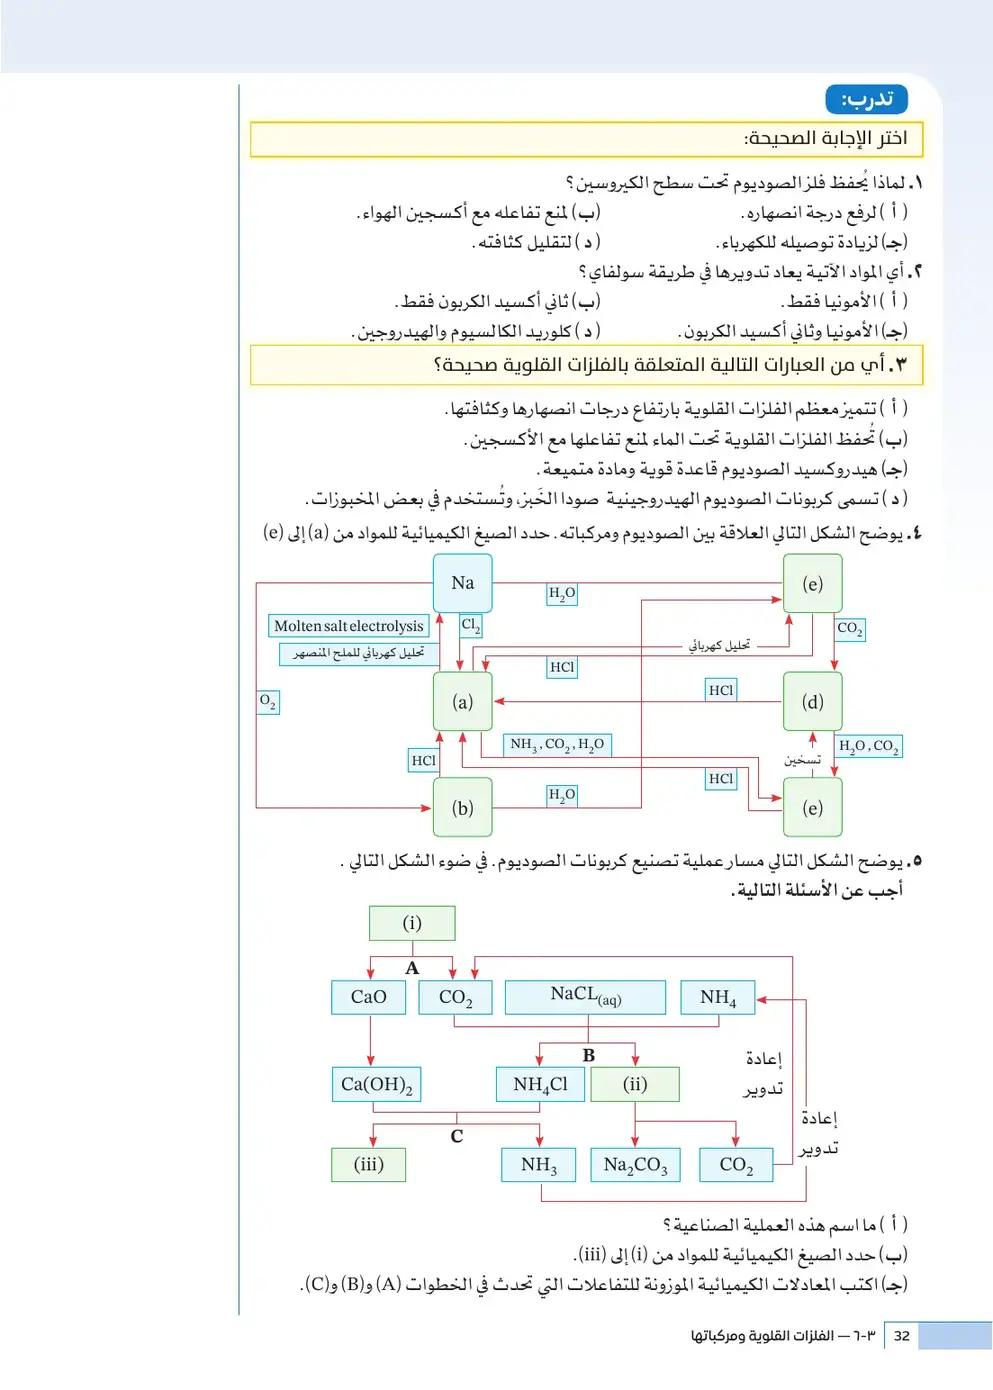 تدرب:
اختر الإجابة الصحيحة:
١. لماذا يُحفظ فلز الصوديوم تحت سطح الكيروسين؟
( أ ) لرفع درجة انصهاره. (ب) لمنع تفاعله مع أكسجين الهواء.
(جـ) لزيادة توصيله للكهرباء. ( د ) لتقليل كثافته.
٢. أي المواد الآتية يعاد تدويرها في طريقة سولفاي؟
( أ ) الأمونيا فقط. (ب) ثاني أكسيد الكربون فقط.
(جـ) الأمونيا وثاني أكسيد الكربون. ( د ) كلوريد الكالسيوم والهيدروجين.
٣. أي من العبارات التالية المتعلقة بالفلزات القلوية صحيحة؟
( أ ) تتميز معظم الفلزات القلوية بارتفاع درجات انصهارها وكثافتها.
(ب) تُحفظ الفلزات القلوية تحت الماء لمنع تفاعلها مع الأكسجين.
(جـ) هيدروكسيد الصوديوم قاعدة قوية ومادة متميعة.
( د ) تسمى كربونات الصوديوم الهيدروجينية صودا الخَبز، وتُستخدم في بعض المخبوزات.
٤. يوضح الشكل التالي العلاقة بين الصوديوم ومركباته. حدد الصيغ الكيميائية للمواد من (a) إلى (e)
Na
(e)
H₂O
Molten salt electrolysis
Cl₂
CO₂
تحليل كهربائي للملح المنصهر
تحليل كهربائي
HCl
O₂
(a)
HCl
(d)
HCl
NH₃ , CO₂ , H₂O
H₂O , CO₂
تسخين
HCl
(b)
H₂O
(e)
٥. يوضح الشكل التالي مسار عملية تصنيع كربونات الصوديوم. في ضوء الشكل التالي .
أجب عن الأسئلة التالية.
(i)
A
CaO
CO₂
NaCL(aq)
NH₄
B
إعادة
تدوير
Ca(OH)₂
NH₄Cl
(ii)
إعادة
تدوير
C
(iii)
NH₃
Na₂CO₃
CO₂
( أ ) ما اسم هذه العملية الصناعية؟
(ب) حدد الصيغ الكيميائية للمواد من (i) إلى (iii).
(جـ) اكتب المعادلات الكيميائية الموزونة للتفاعلات التي تحدث في الخطوات (A) و(B) و(C).
32 ٣-٦ — الفلزات القلوية ومركباتها